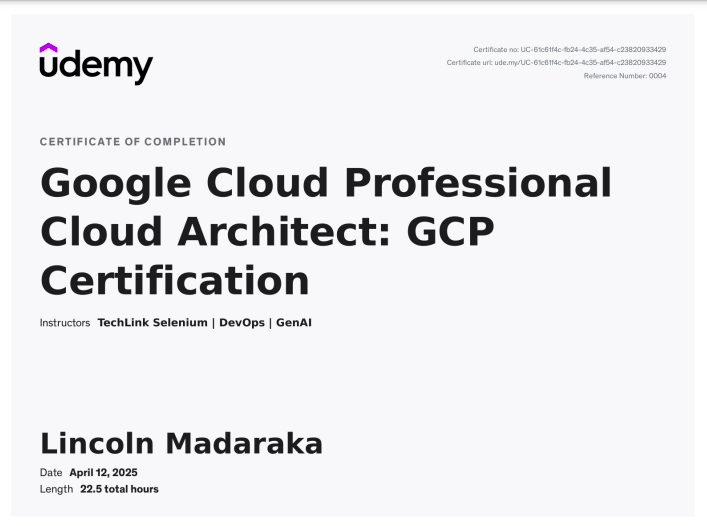 udemy
Certificate no: UC-61c61f4c-fb24-4c35-af54-c23820933429
Certificate url: ude.my/UC-61c61f4c-fb24-4c35-af54-c23820933429
Reference Number: 0004
CERTIFICATE OF COMPLETION
Google Cloud Professional
Cloud Architect: GCP
Certification
Instructors TechLink Selenium | DevOps | GenAI
Lincoln Madaraka
Date April 12, 2025
Length 22.5 total hours